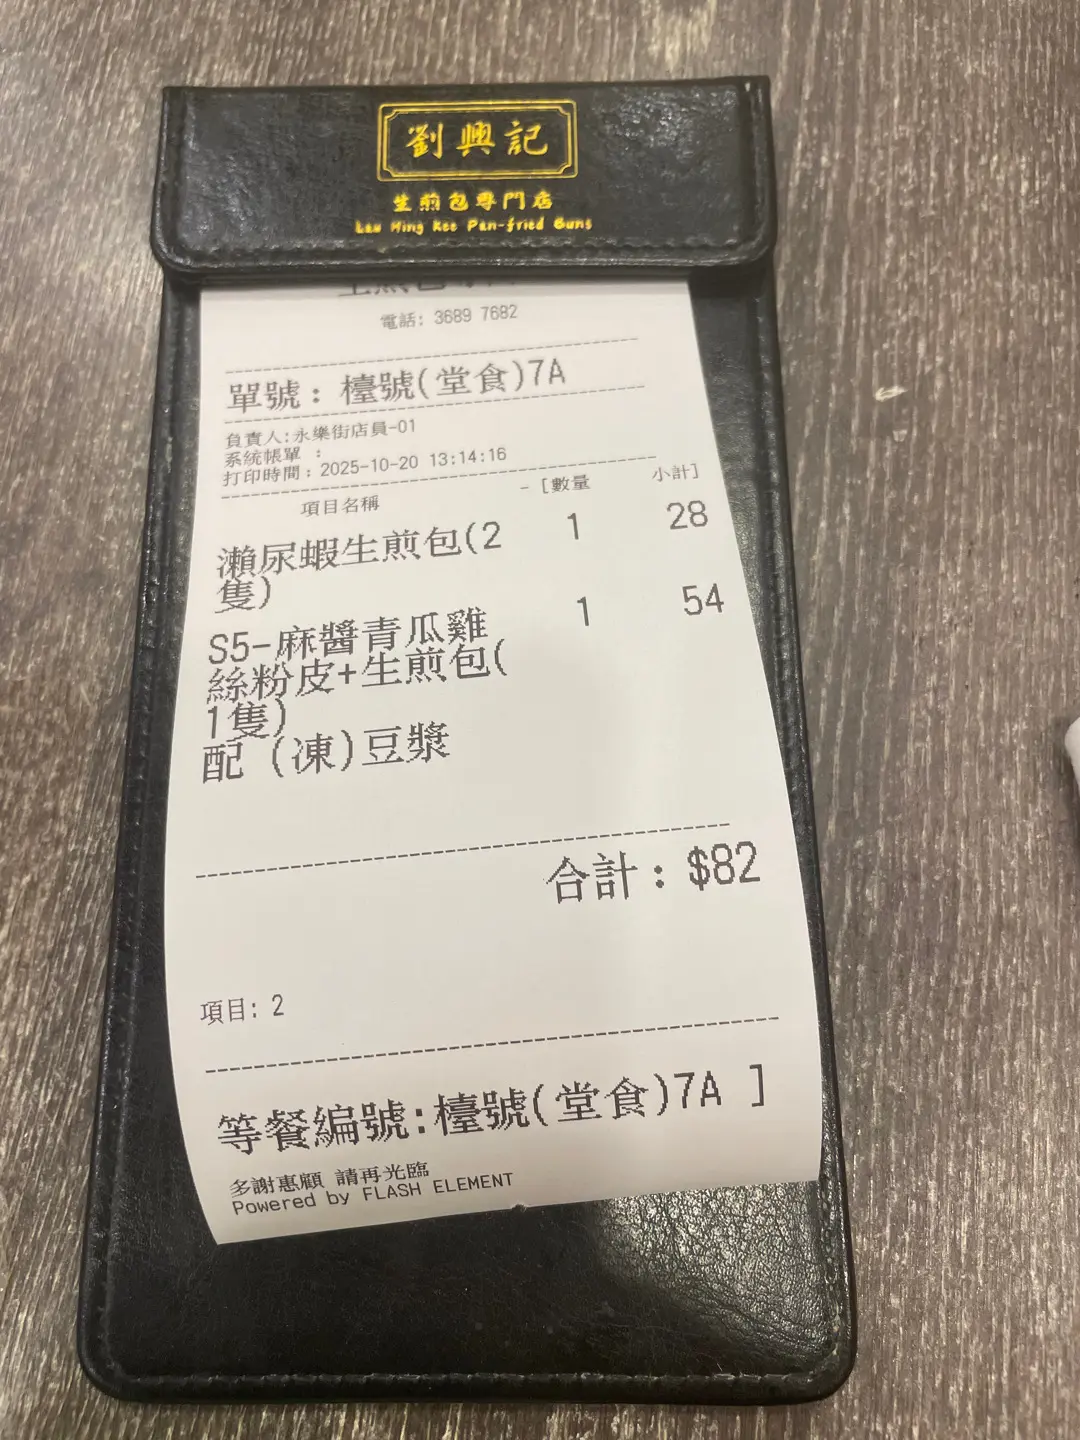 劉興記
生煎包專門店
Lau Hing Kee Pan-fried Buns
電話: 3689 7682
單號: 檯號(堂食)7A
負責人:永樂街店員-01
系統帳單 :
打印時間:2025-10-20 13:14:16
項目名稱 - [數量 小計]
瀨尿蝦生煎包(2 1 28
隻)
S5-麻醬青瓜雞 1 54
絲粉皮+生煎包(
1隻)
配 (凍)豆漿
合計: $82
項目: 2
等餐編號:檯號(堂食)7A ]
多謝惠顧 請再光臨
Powered by FLASH ELEMENT